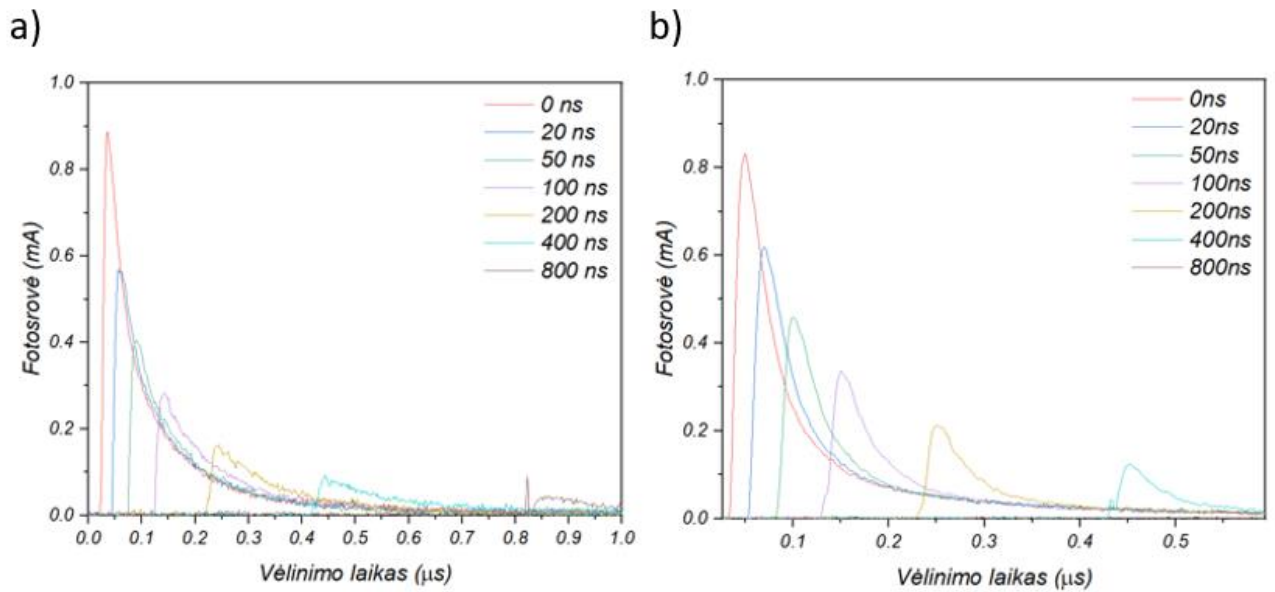 a)
1.0
0.8
0.6
0.4
0.2
0.0
Fotosrovė (mA)
0 ns
20 ns
50 ns
100 ns
200 ns
400 ns
800 ns
0.0 0.1 0.2 0.3 0.4 0.5 0.6 0.7 0.8 0.9 1.0
Vėlinimo laikas (μs)
b)
1.0
0.8
0.6
0.4
0.2
0.0
Fotosrovė (mA)
0ns
20ns
50ns
100ns
200ns
400ns
800ns
0.1 0.2 0.3 0.4 0.5
Vėlinimo laikas (μs)